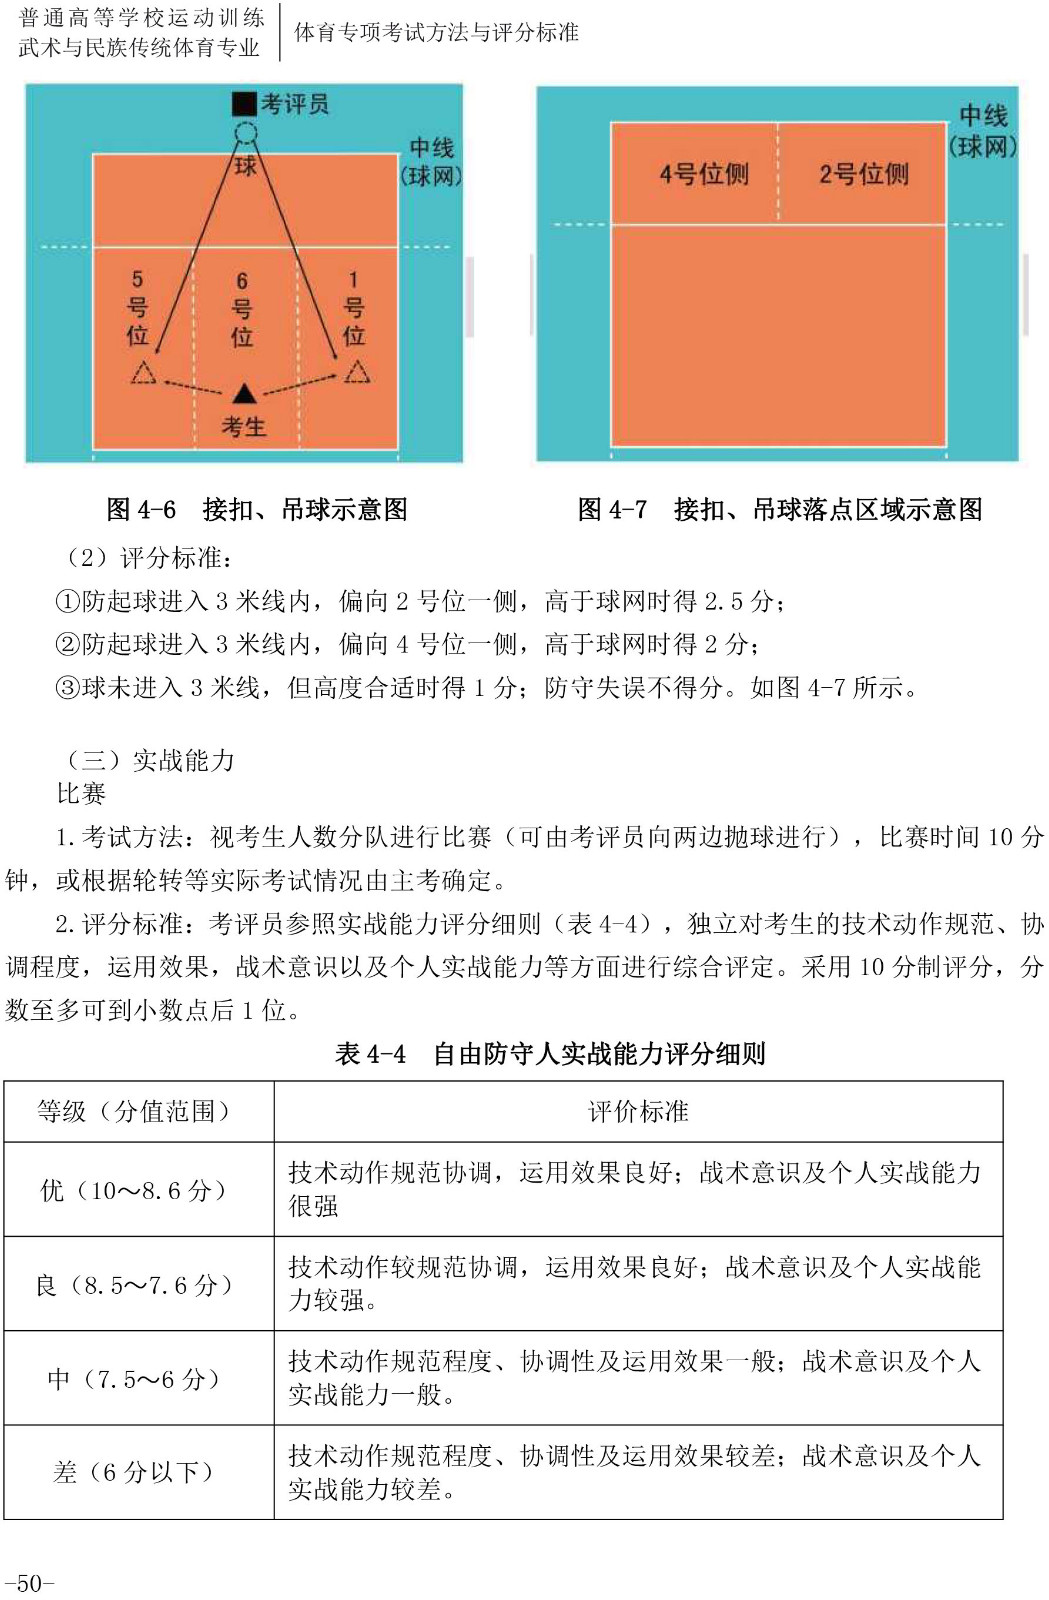 普通高等学校运动训练
武术与民族传统体育专业
体育专项考试方法与评分标准
考评员
球
中线
(球网)
5号位
6号位
1号位
考生
中线
(球网)
4号位侧
2号位侧
图 4-6　接扣、吊球示意图
图 4-7　接扣、吊球落点区域示意图
（2）评分标准：
①防起球进入 3 米线内，偏向 2 号位一侧，高于球网时得 2.5 分；
②防起球进入 3 米线内，偏向 4 号位一侧，高于球网时得 2 分；
③球未进入 3 米线，但高度合适时得 1 分；防守失误不得分。如图 4-7 所示。
（三）实战能力
比赛
1.考试方法：视考生人数分队进行比赛（可由考评员向两边抛球进行），比赛时间 10 分
钟，或根据轮转等实际考试情况由主考确定。
2.评分标准：考评员参照实战能力评分细则（表 4-4），独立对考生的技术动作规范、协
调程度，运用效果，战术意识以及个人实战能力等方面进行综合评定。采用 10 分制评分，分
数至多可到小数点后 1 位。
表 4-4　自由防守人实战能力评分细则
等级（分值范围）
评价标准
优（10～8.6 分）
技术动作规范协调，运用效果良好；战术意识及个人实战能力
很强
良（8.5～7.6 分）
技术动作较规范协调，运用效果良好；战术意识及个人实战能
力较强。
中（7.5～6 分）
技术动作规范程度、协调性及运用效果一般；战术意识及个人
实战能力一般。
差（6 分以下）
技术动作规范程度、协调性及运用效果较差；战术意识及个人
实战能力较差。
-50-